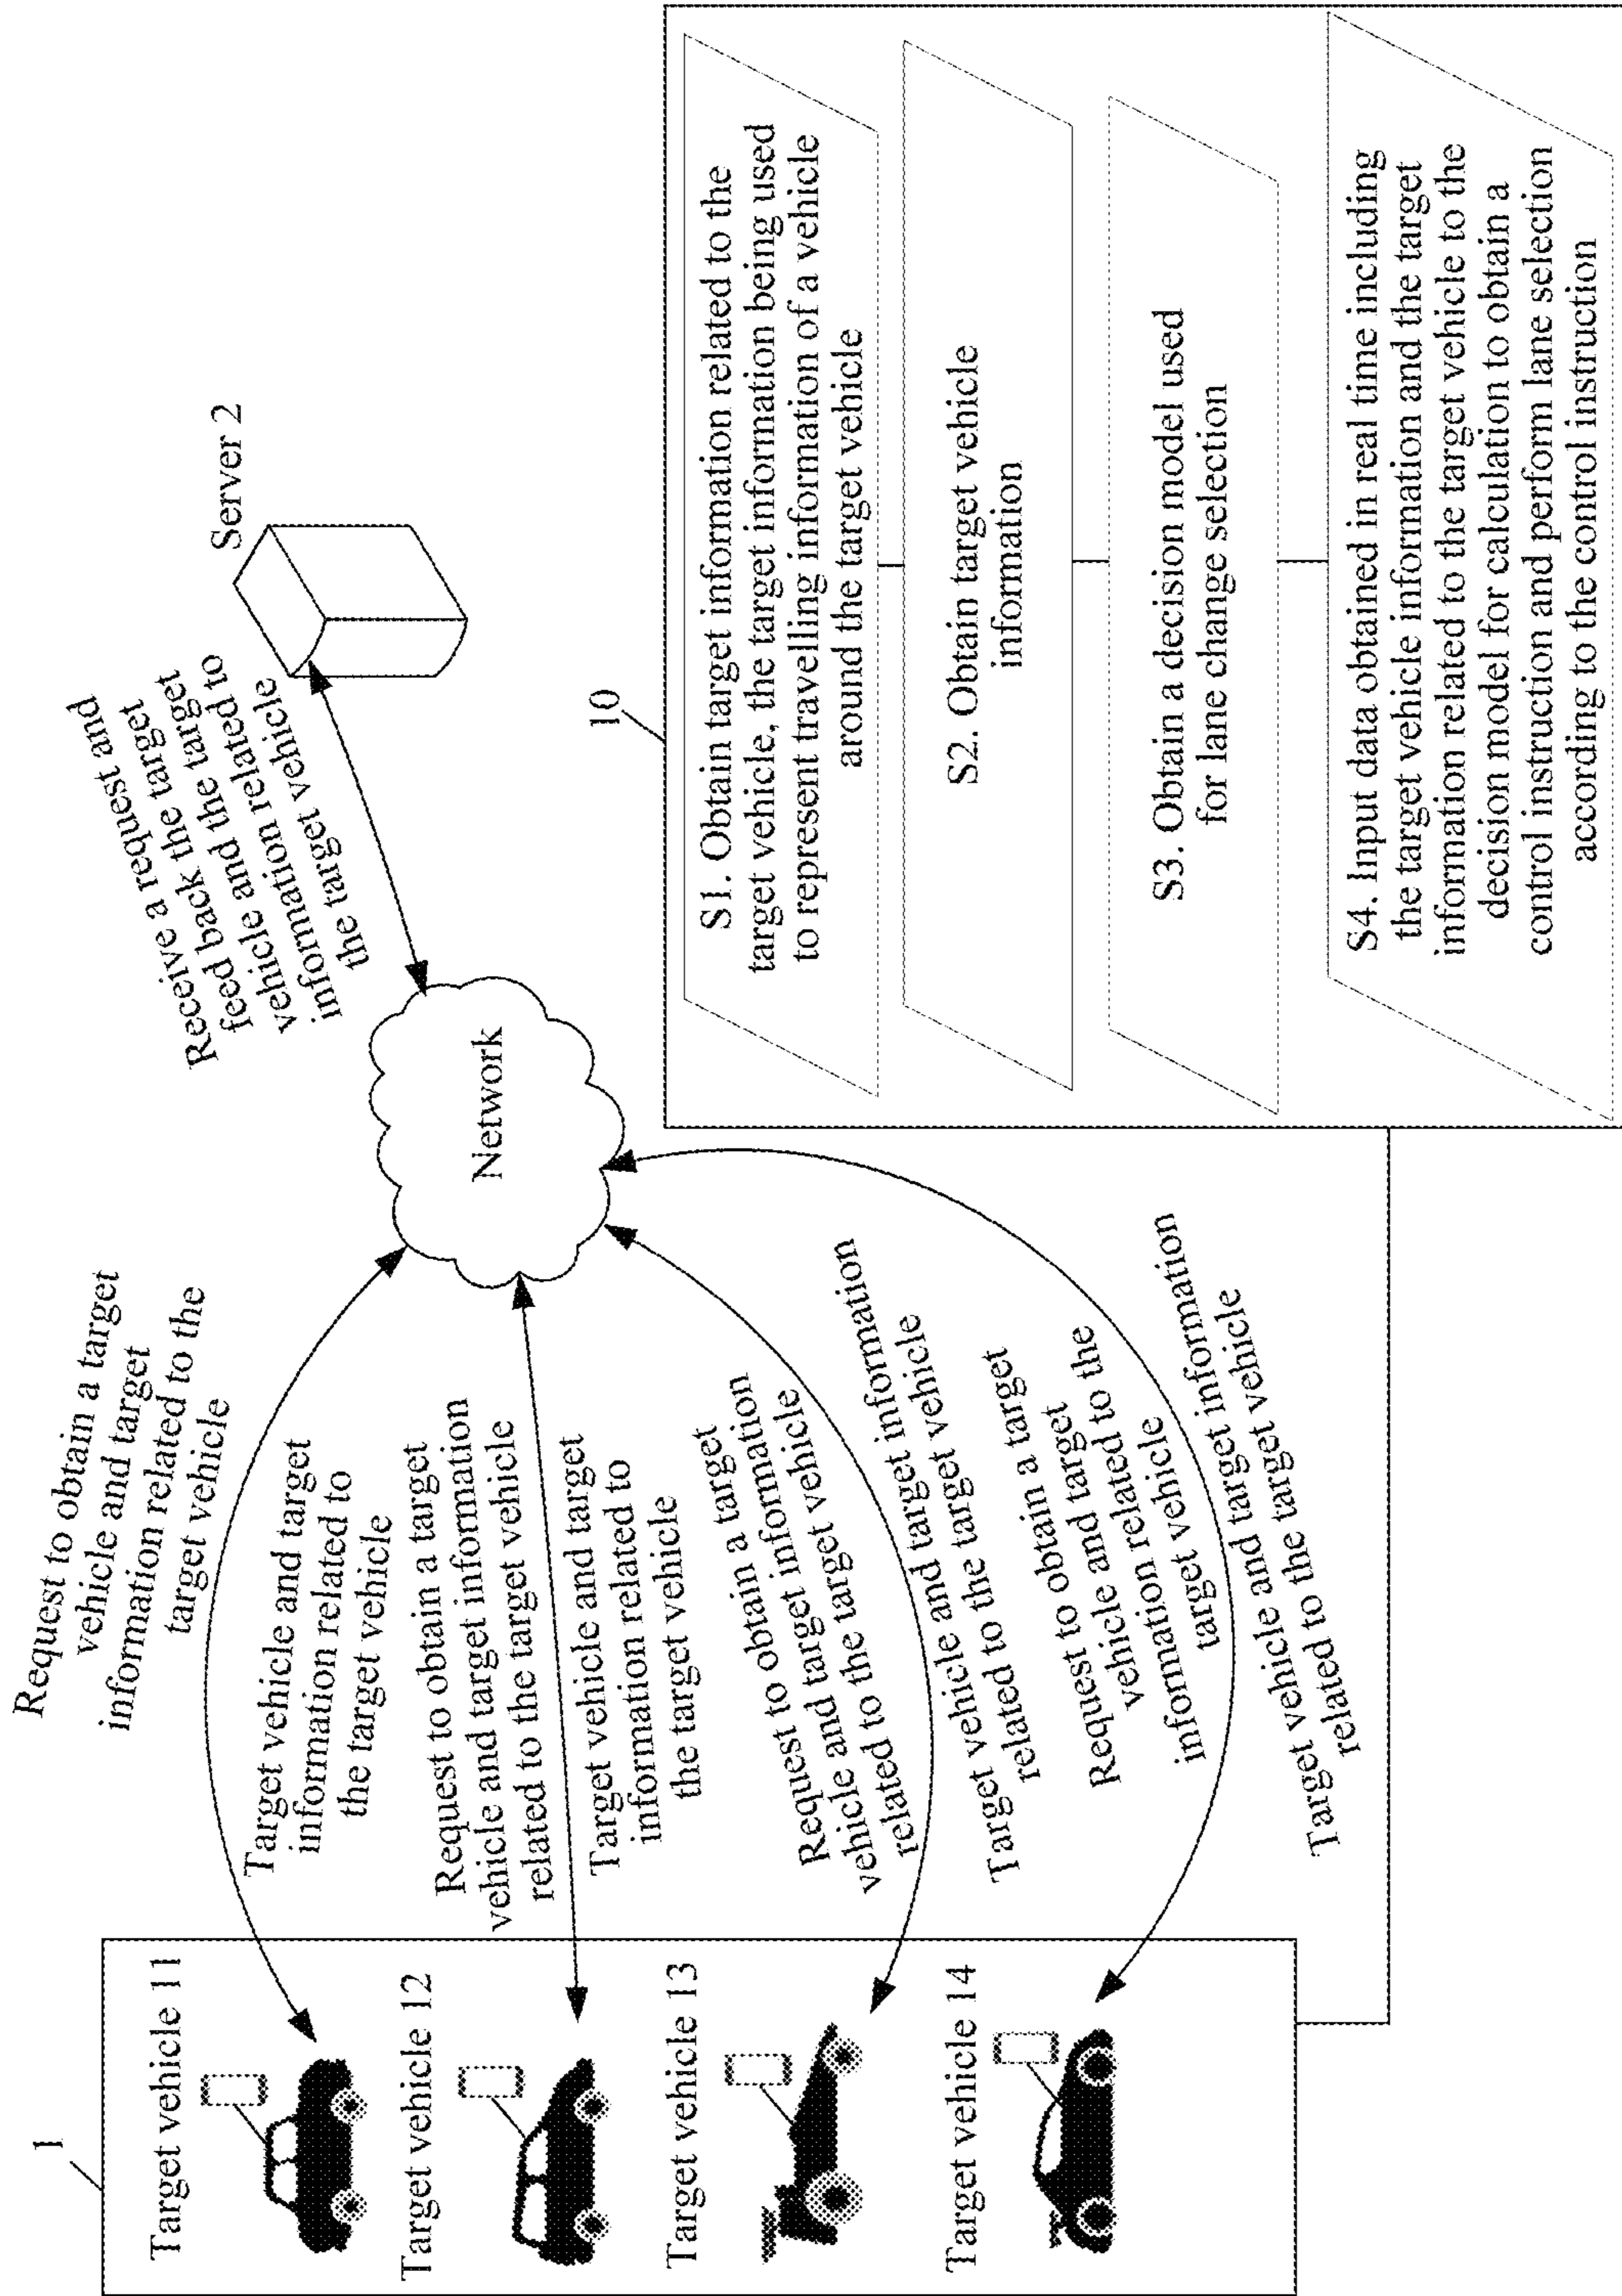 1
Target vehicle 11
Target vehicle 12
Target vehicle 13
Target vehicle 14
Request to obtain a target
vehicle and target
information related to the
target vehicle
Target vehicle and target
information related to
the target vehicle
Request to obtain a target
vehicle and target information
related to the target vehicle
Target vehicle and target
information related to
the target vehicle
Request to obtain a target
vehicle and target information
related to the target vehicle
Target vehicle and target information
related to the target vehicle
Request to obtain a target
vehicle and target
information related to the
target vehicle
Target vehicle and target information
related to the target vehicle
Network
Receive a request and
feed back the target
vehicle and the target
information related to
the target vehicle
Server 2
10
S1. Obtain target information related to the
target vehicle, the target information being used
to represent travelling information of a vehicle
around the target vehicle
S2. Obtain target vehicle
information
S3. Obtain a decision model used
for lane change selection
S4. Input data obtained in real time including
the target vehicle information and the target
information related to the target vehicle to the
decision model for calculation to obtain a
control instruction and perform lane selection
according to the control instruction